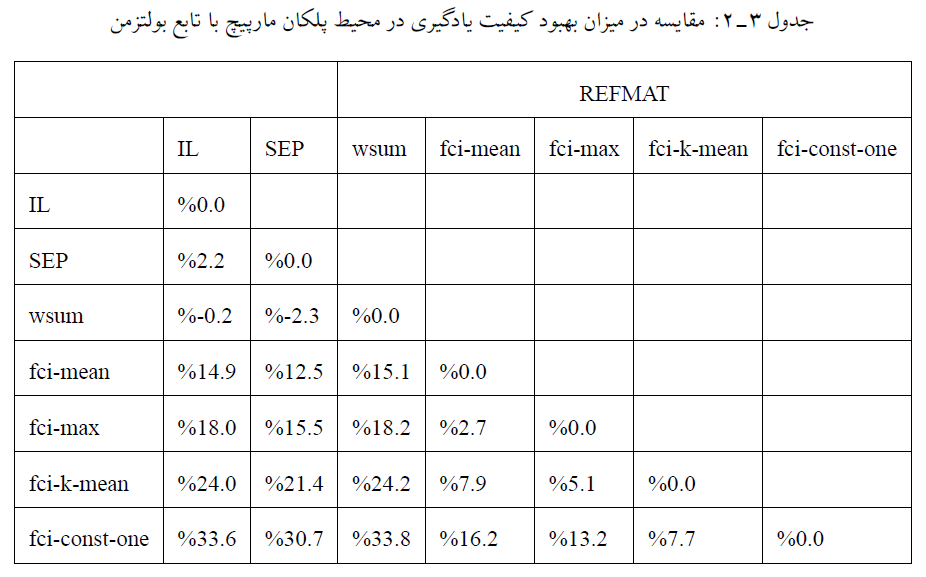 جدول ۳ـ۲: مقایسه در میزان بهبود کیفیت یادگیری در محیط پلکان مارپیچ با تابع بولتزمن
REFMAT
IL SEP wsum fci-mean fci-max fci-k-mean fci-const-one
IL %0.0
SEP %2.2 %0.0
wsum %-0.2 %-2.3 %0.0
fci-mean %14.9 %12.5 %15.1 %0.0
fci-max %18.0 %15.5 %18.2 %2.7 %0.0
fci-k-mean %24.0 %21.4 %24.2 %7.9 %5.1 %0.0
fci-const-one %33.6 %30.7 %33.8 %16.2 %13.2 %7.7 %0.0